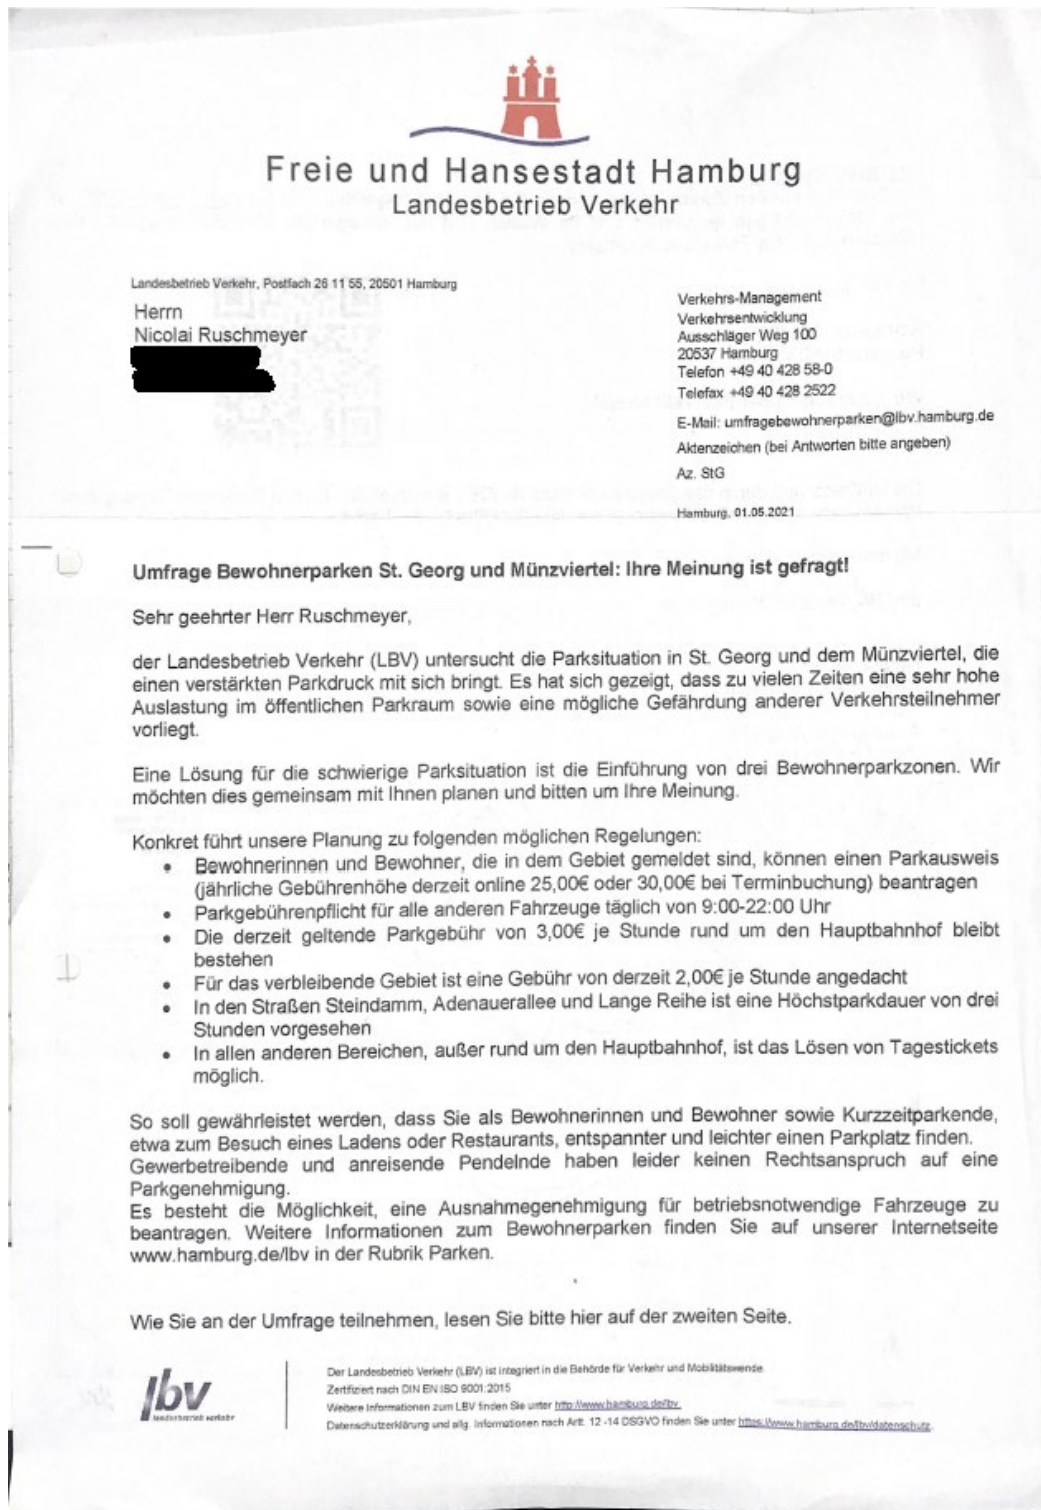 Freie und Hansestadt Hamburg
Landesbetrieb Verkehr
Landesbetrieb Verkehr, Postfach 26 11 55, 20501 Hamburg
Herrn
Nicolai Ruschmeyer
Verkehrs-Management
Verkehrsentwicklung
Ausschläger Weg 100
20537 Hamburg
Telefon +49 40 428 58-0
Telefax +49 40 428 2522
E-Mail: umfragebewohnerparken@lbv.hamburg.de
Aktenzeichen (bei Antworten bitte angeben)
Az. StG
Hamburg, 01.05.2021
Umfrage Bewohnerparken St. Georg und Münzviertel: Ihre Meinung ist gefragt!
Sehr geehrter Herr Ruschmeyer,
der Landesbetrieb Verkehr (LBV) untersucht die Parksituation in St. Georg und dem Münzviertel, die
einen verstärkten Parkdruck mit sich bringt. Es hat sich gezeigt, dass zu vielen Zeiten eine sehr hohe
Auslastung im öffentlichen Parkraum sowie eine mögliche Gefährdung anderer Verkehrsteilnehmer
vorliegt.
Eine Lösung für die schwierige Parksituation ist die Einführung von drei Bewohnerparkzonen. Wir
möchten dies gemeinsam mit Ihnen planen und bitten um Ihre Meinung.
Konkret führt unsere Planung zu folgenden möglichen Regelungen:
• Bewohnerinnen und Bewohner, die in dem Gebiet gemeldet sind, können einen Parkausweis
(jährliche Gebührenhöhe derzeit online 25,00€ oder 30,00€ bei Terminbuchung) beantragen
• Parkgebührenpflicht für alle anderen Fahrzeuge täglich von 9:00-22:00 Uhr
• Die derzeit geltende Parkgebühr von 3,00€ je Stunde rund um den Hauptbahnhof bleibt
bestehen
• Für das verbleibende Gebiet ist eine Gebühr von derzeit 2,00€ je Stunde angedacht
• In den Straßen Steindamm, Adenauerallee und Lange Reihe ist eine Höchstparkdauer von drei
Stunden vorgesehen
• In allen anderen Bereichen, außer rund um den Hauptbahnhof, ist das Lösen von Tagestickets
möglich.
So soll gewährleistet werden, dass Sie als Bewohnerinnen und Bewohner sowie Kurzzeitparkende,
etwa zum Besuch eines Ladens oder Restaurants, entspannter und leichter einen Parkplatz finden.
Gewerbetreibende und anreisende Pendelnde haben leider keinen Rechtsanspruch auf eine
Parkgenehmigung.
Es besteht die Möglichkeit, eine Ausnahmegenehmigung für betriebsnotwendige Fahrzeuge zu
beantragen. Weitere Informationen zum Bewohnerparken finden Sie auf unserer Internetseite
www.hamburg.de/lbv in der Rubrik Parken.
Wie Sie an der Umfrage teilnehmen, lesen Sie bitte hier auf der zweiten Seite.
lbv
landesbetrieb verkehr
Der Landesbetrieb Verkehr (LBV) ist integriert in die Behörde für Verkehr und Mobilitätswende
Zertifiziert nach DIN EN ISO 9001:2015
Weitere Informationen zum LBV finden Sie unter http://www.hamburg.de/lbv.
Datenschutzerklärung und allg. Informationen nach Artt. 12 -14 DSGVO finden Sie unter https://www.hamburg.de/lbv/datenschutz.